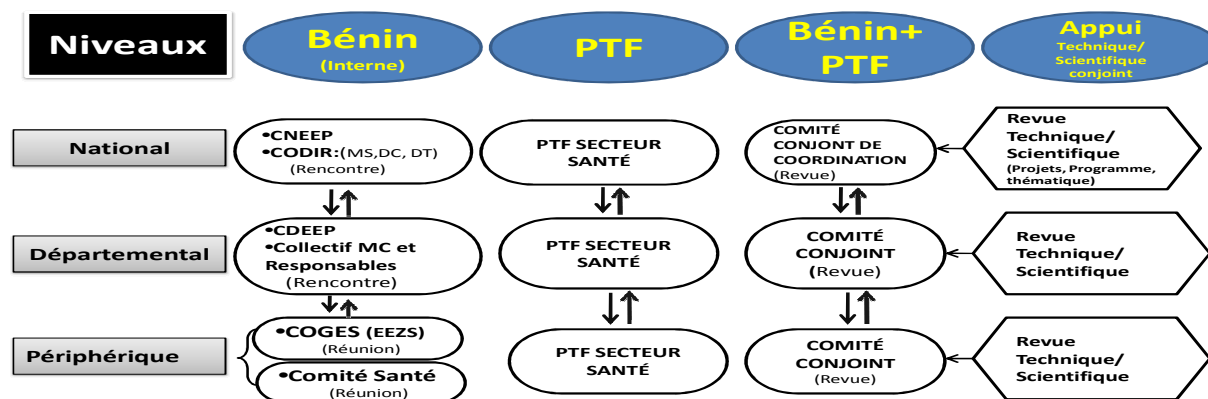 Niveaux
Bénin
(Interne)
PTF
Bénin+
PTF
Appui
Technique/
Scientifique
conjoint
National
•CNEEP
•CODIR:(MS,DC, DT)
(Rencontre)
PTF SECTEUR
SANTÉ
COMITÉ
CONJONT DE
COORDINATION
(Revue)
Revue
Technique/
Scientifique
(Projets, Programme,
thématique)
Départemental
•CDEEP
•Collectif MC et
Responsables
(Rencontre)
PTF SECTEUR
SANTÉ
COMITÉ
CONJOINT
(Revue)
Revue
Technique/
Scientifique
Périphérique
•COGES (EEZS)
(Réunion)
•Comité Santé
(Réunion)
PTF SECTEUR
SANTÉ
COMITÉ
CONJOINT
(Revue)
Revue
Technique/
Scientifique